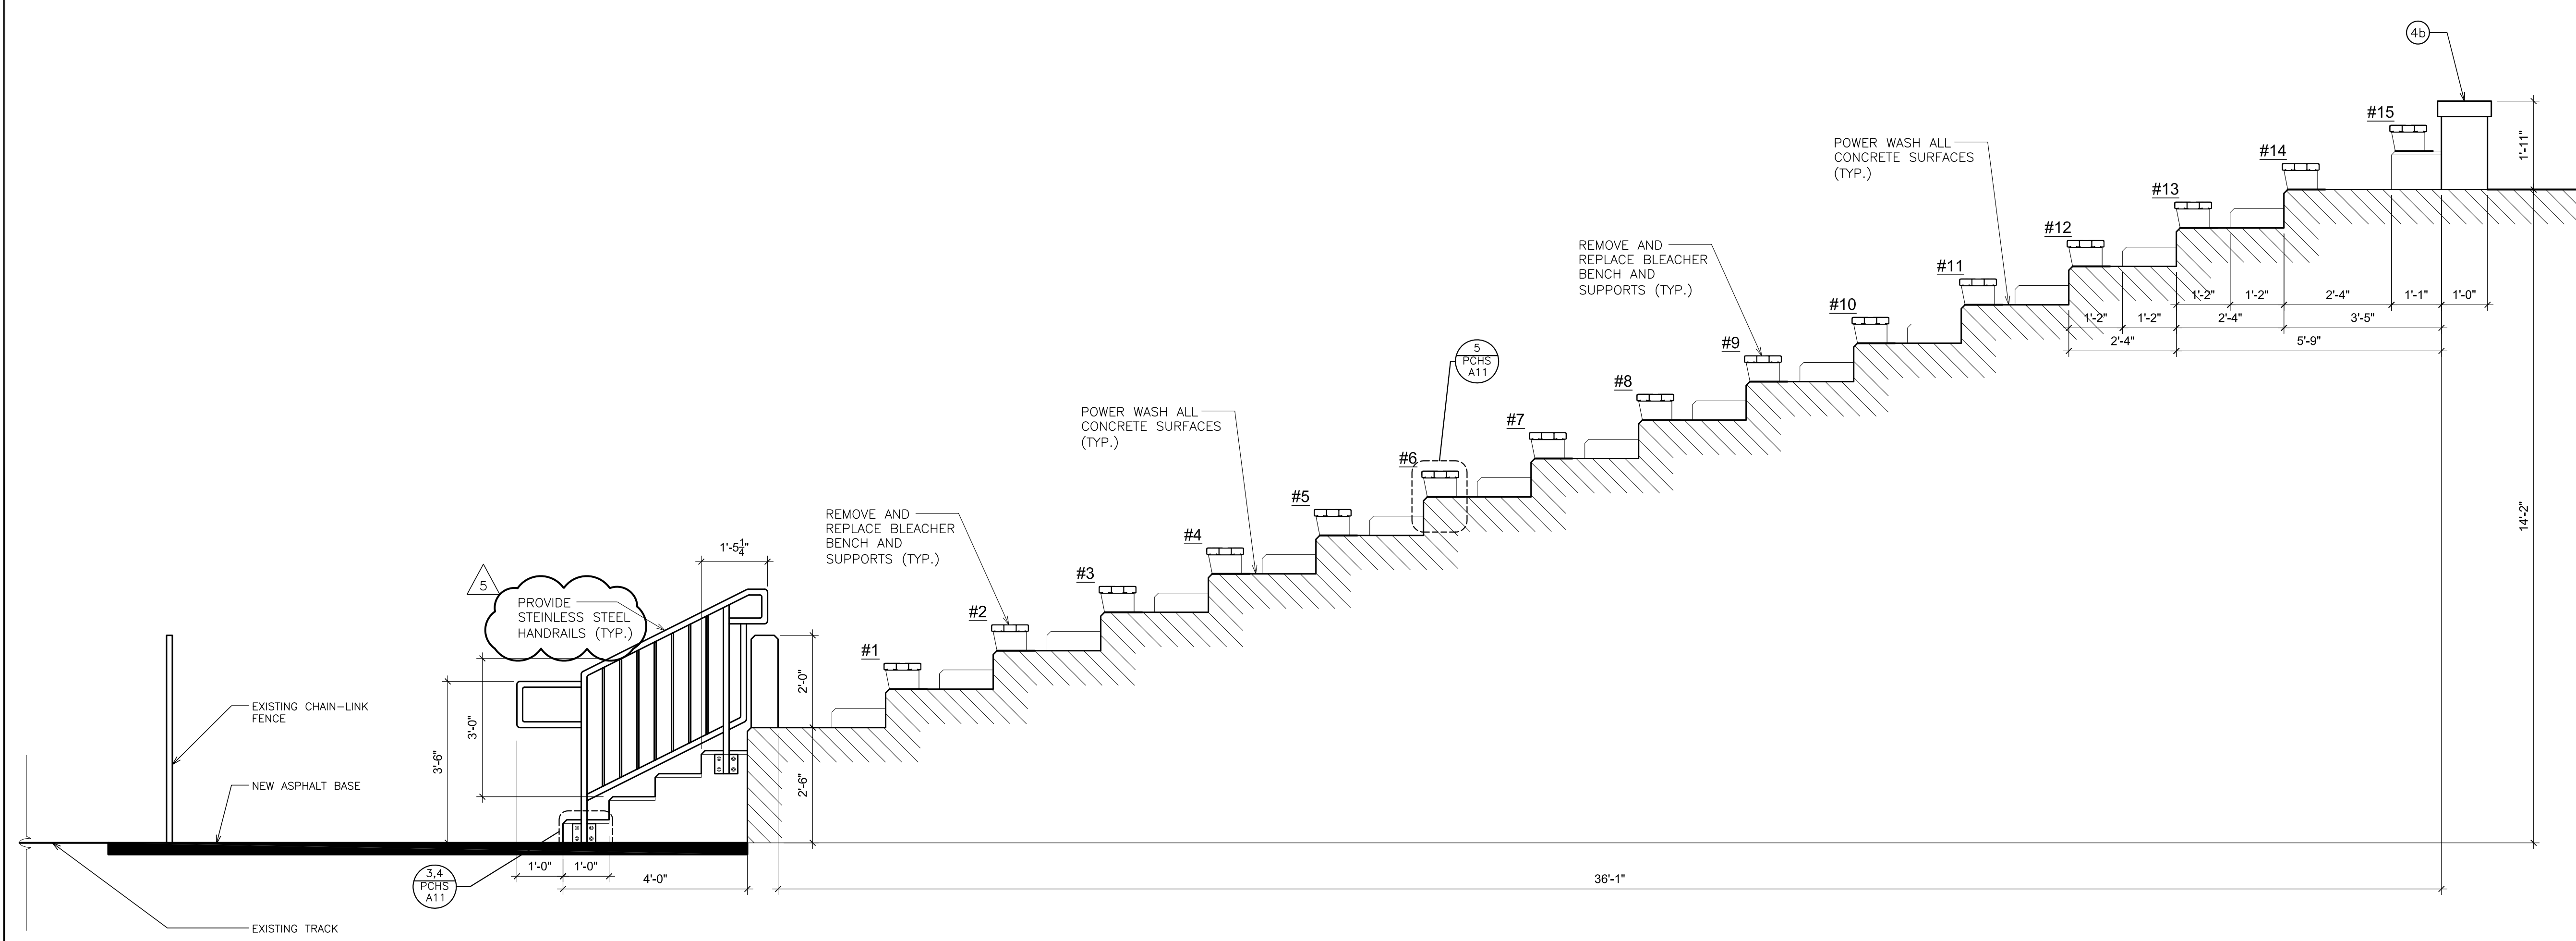 4b
#15
1'-11"
POWER WASH ALL
CONCRETE SURFACES
(TYP.)
#14
#13
#12
REMOVE AND
REPLACE BLEACHER
BENCH AND
SUPPORTS (TYP.)
#11
#10
1'-2"
1'-2"
2'-4"
1'-1"
1'-0"
1'-2"
1'-2"
2'-4"
3'-5"
2'-4"
5'-9"
#9
5
PCHS
A11
#8
#7
POWER WASH ALL
CONCRETE SURFACES
(TYP.)
#6
#5
14'-2"
REMOVE AND
REPLACE BLEACHER
BENCH AND
SUPPORTS (TYP.)
#4
1'-5 1/4"
#3
5
PROVIDE
STEINLESS STEEL
HANDRAILS (TYP.)
#2
#1
2'-0"
EXISTING CHAIN-LINK
FENCE
3'-0"
3'-6"
2'-6"
NEW ASPHALT BASE
1'-0"
1'-0"
3,4
PCHS
A11
4'-0"
36'-1"
EXISTING TRACK